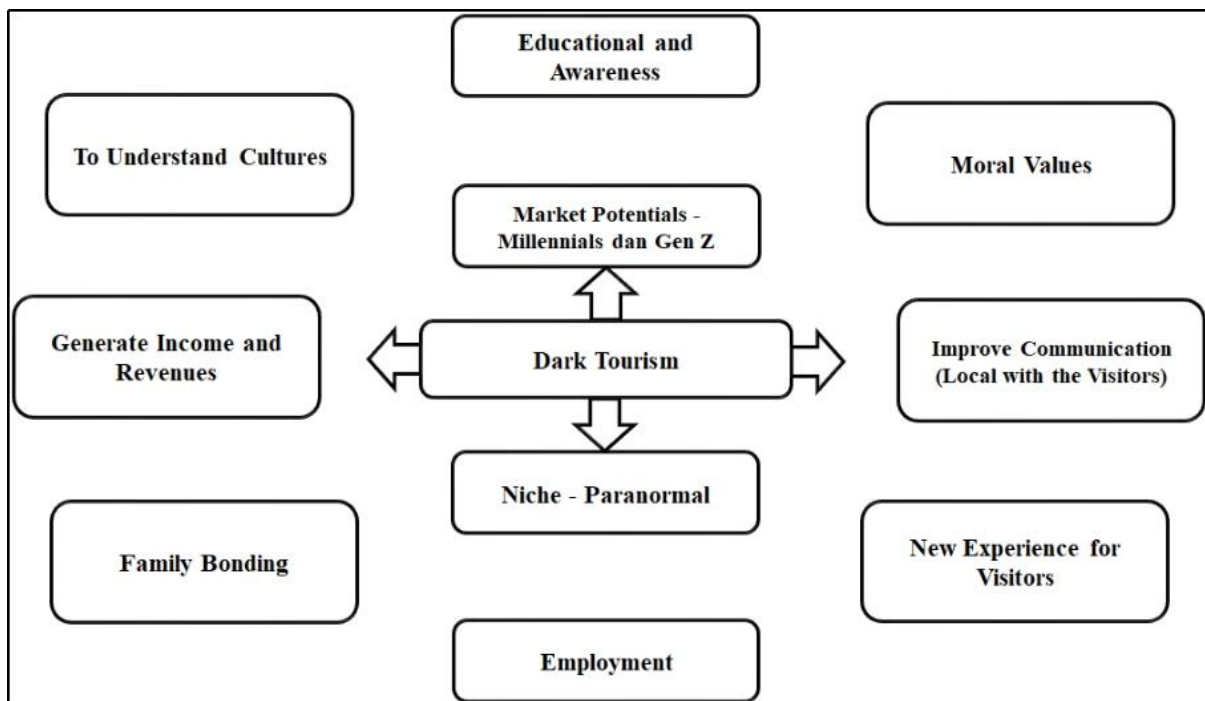 Educational and
Awareness
To Understand Cultures
Moral Values
Market Potentials -
Millennials dan Gen Z
Generate Income and
Revenues
Dark Tourism
Improve Communication
(Local with the Visitors)
Niche - Paranormal
Family Bonding
New Experience for
Visitors
Employment